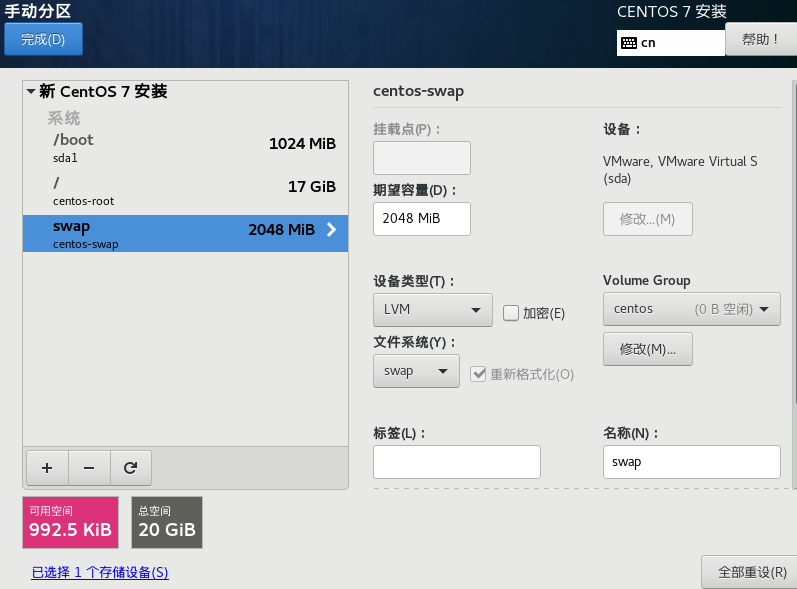 手动分区
CENTOS 7 安装
完成(D)
cn
帮助！
新 CentOS 7 安装
系统
/boot
1024 MiB
sda1
/
17 GiB
centos-root
swap
2048 MiB
centos-swap
+
−
可用空间
992.5 KiB
总空间
20 GiB
已选择 1 个存储设备(S)
centos-swap
挂载点(P)：
设备：
VMware, VMware Virtual S
(sda)
期望容量(D)：
2048 MiB
修改...(M)
设备类型(T)：
Volume Group
LVM
加密(E)
centos
(0 B 空闲)
文件系统(Y)：
修改(M)...
swap
重新格式化(O)
标签(L)：
名称(N)：
swap
全部重设(R)